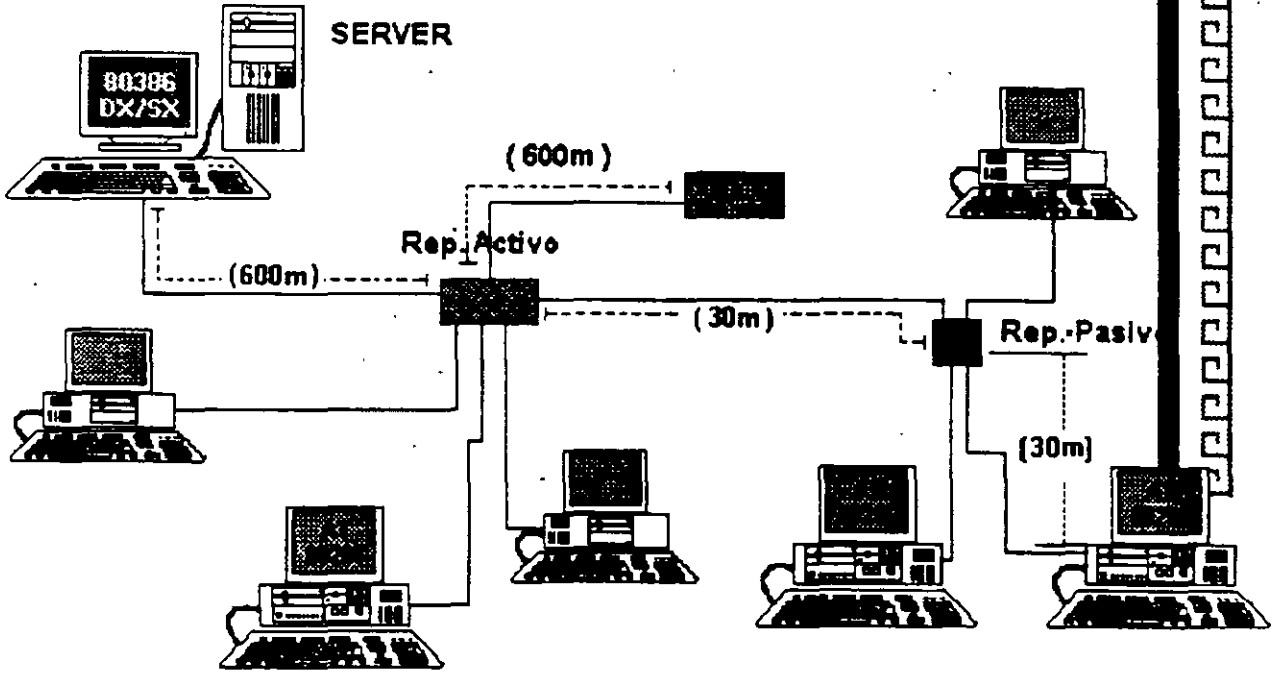 SERVER
80386
DX/SX
(600m)
Rep. Activo
(600m)
(30m)
Rep.-Pasiv
[30m]